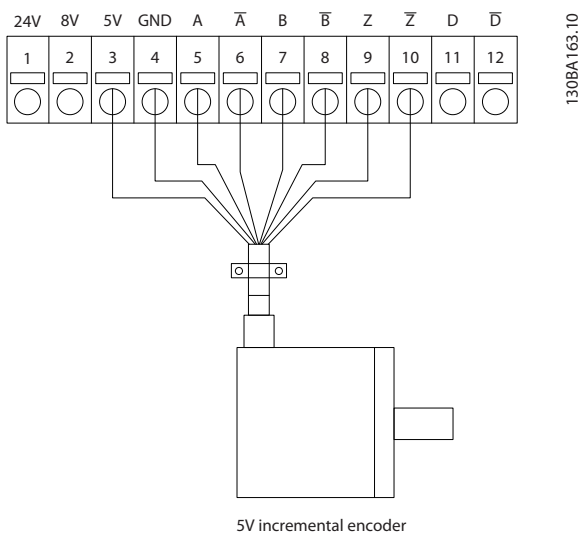 24V 8V 5V GND A A̅ B B̅ Z Z̅ D D̅
1 2 3 4 5 6 7 8 9 10 11 12
130BA163.10
5V incremental encoder